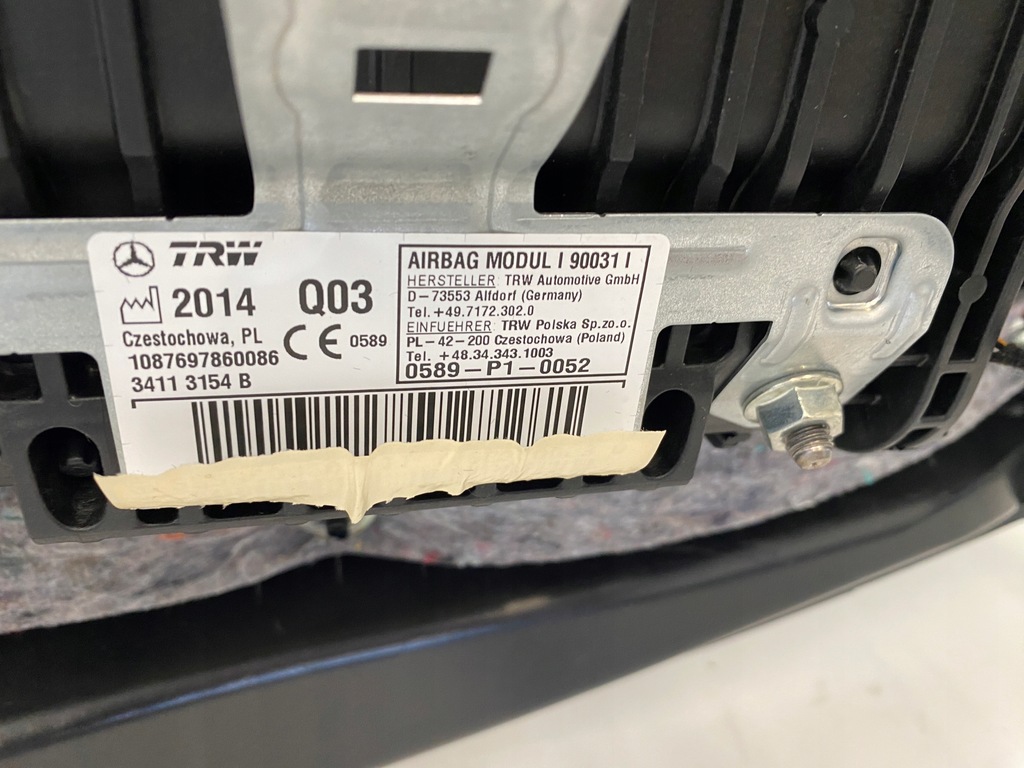 TRW
2014 Q03
Czestochowa, PL
CE 0589
1087697860086
3411 3154 B
AIRBAG MODUL I 90031 I
HERSTELLER: TRW Automotive GmbH
D-73553 Alfdorf (Germany)
Tel. +49.7172.302.0
EINFUEHRER: TRW Polska Sp.zo.o.
PL-42-200 Czestochowa (Poland)
Tel. +48.34.343.1003
0589-P1-0052